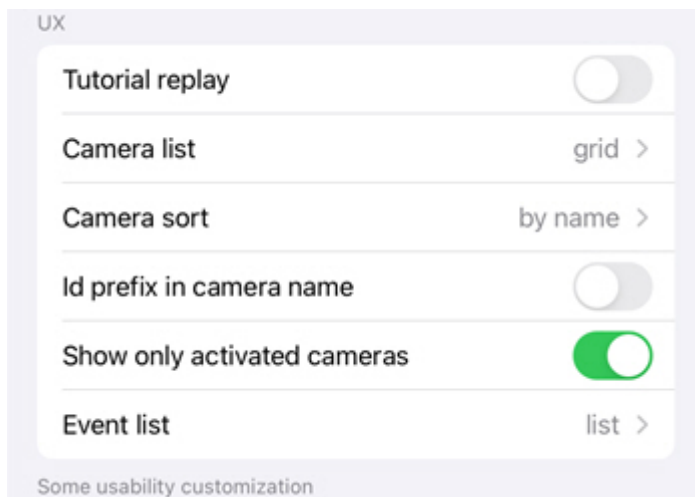 UX
Tutorial replay
Camera list grid >
Camera sort by name >
Id prefix in camera name
Show only activated cameras
Event list list >
Some usability customization